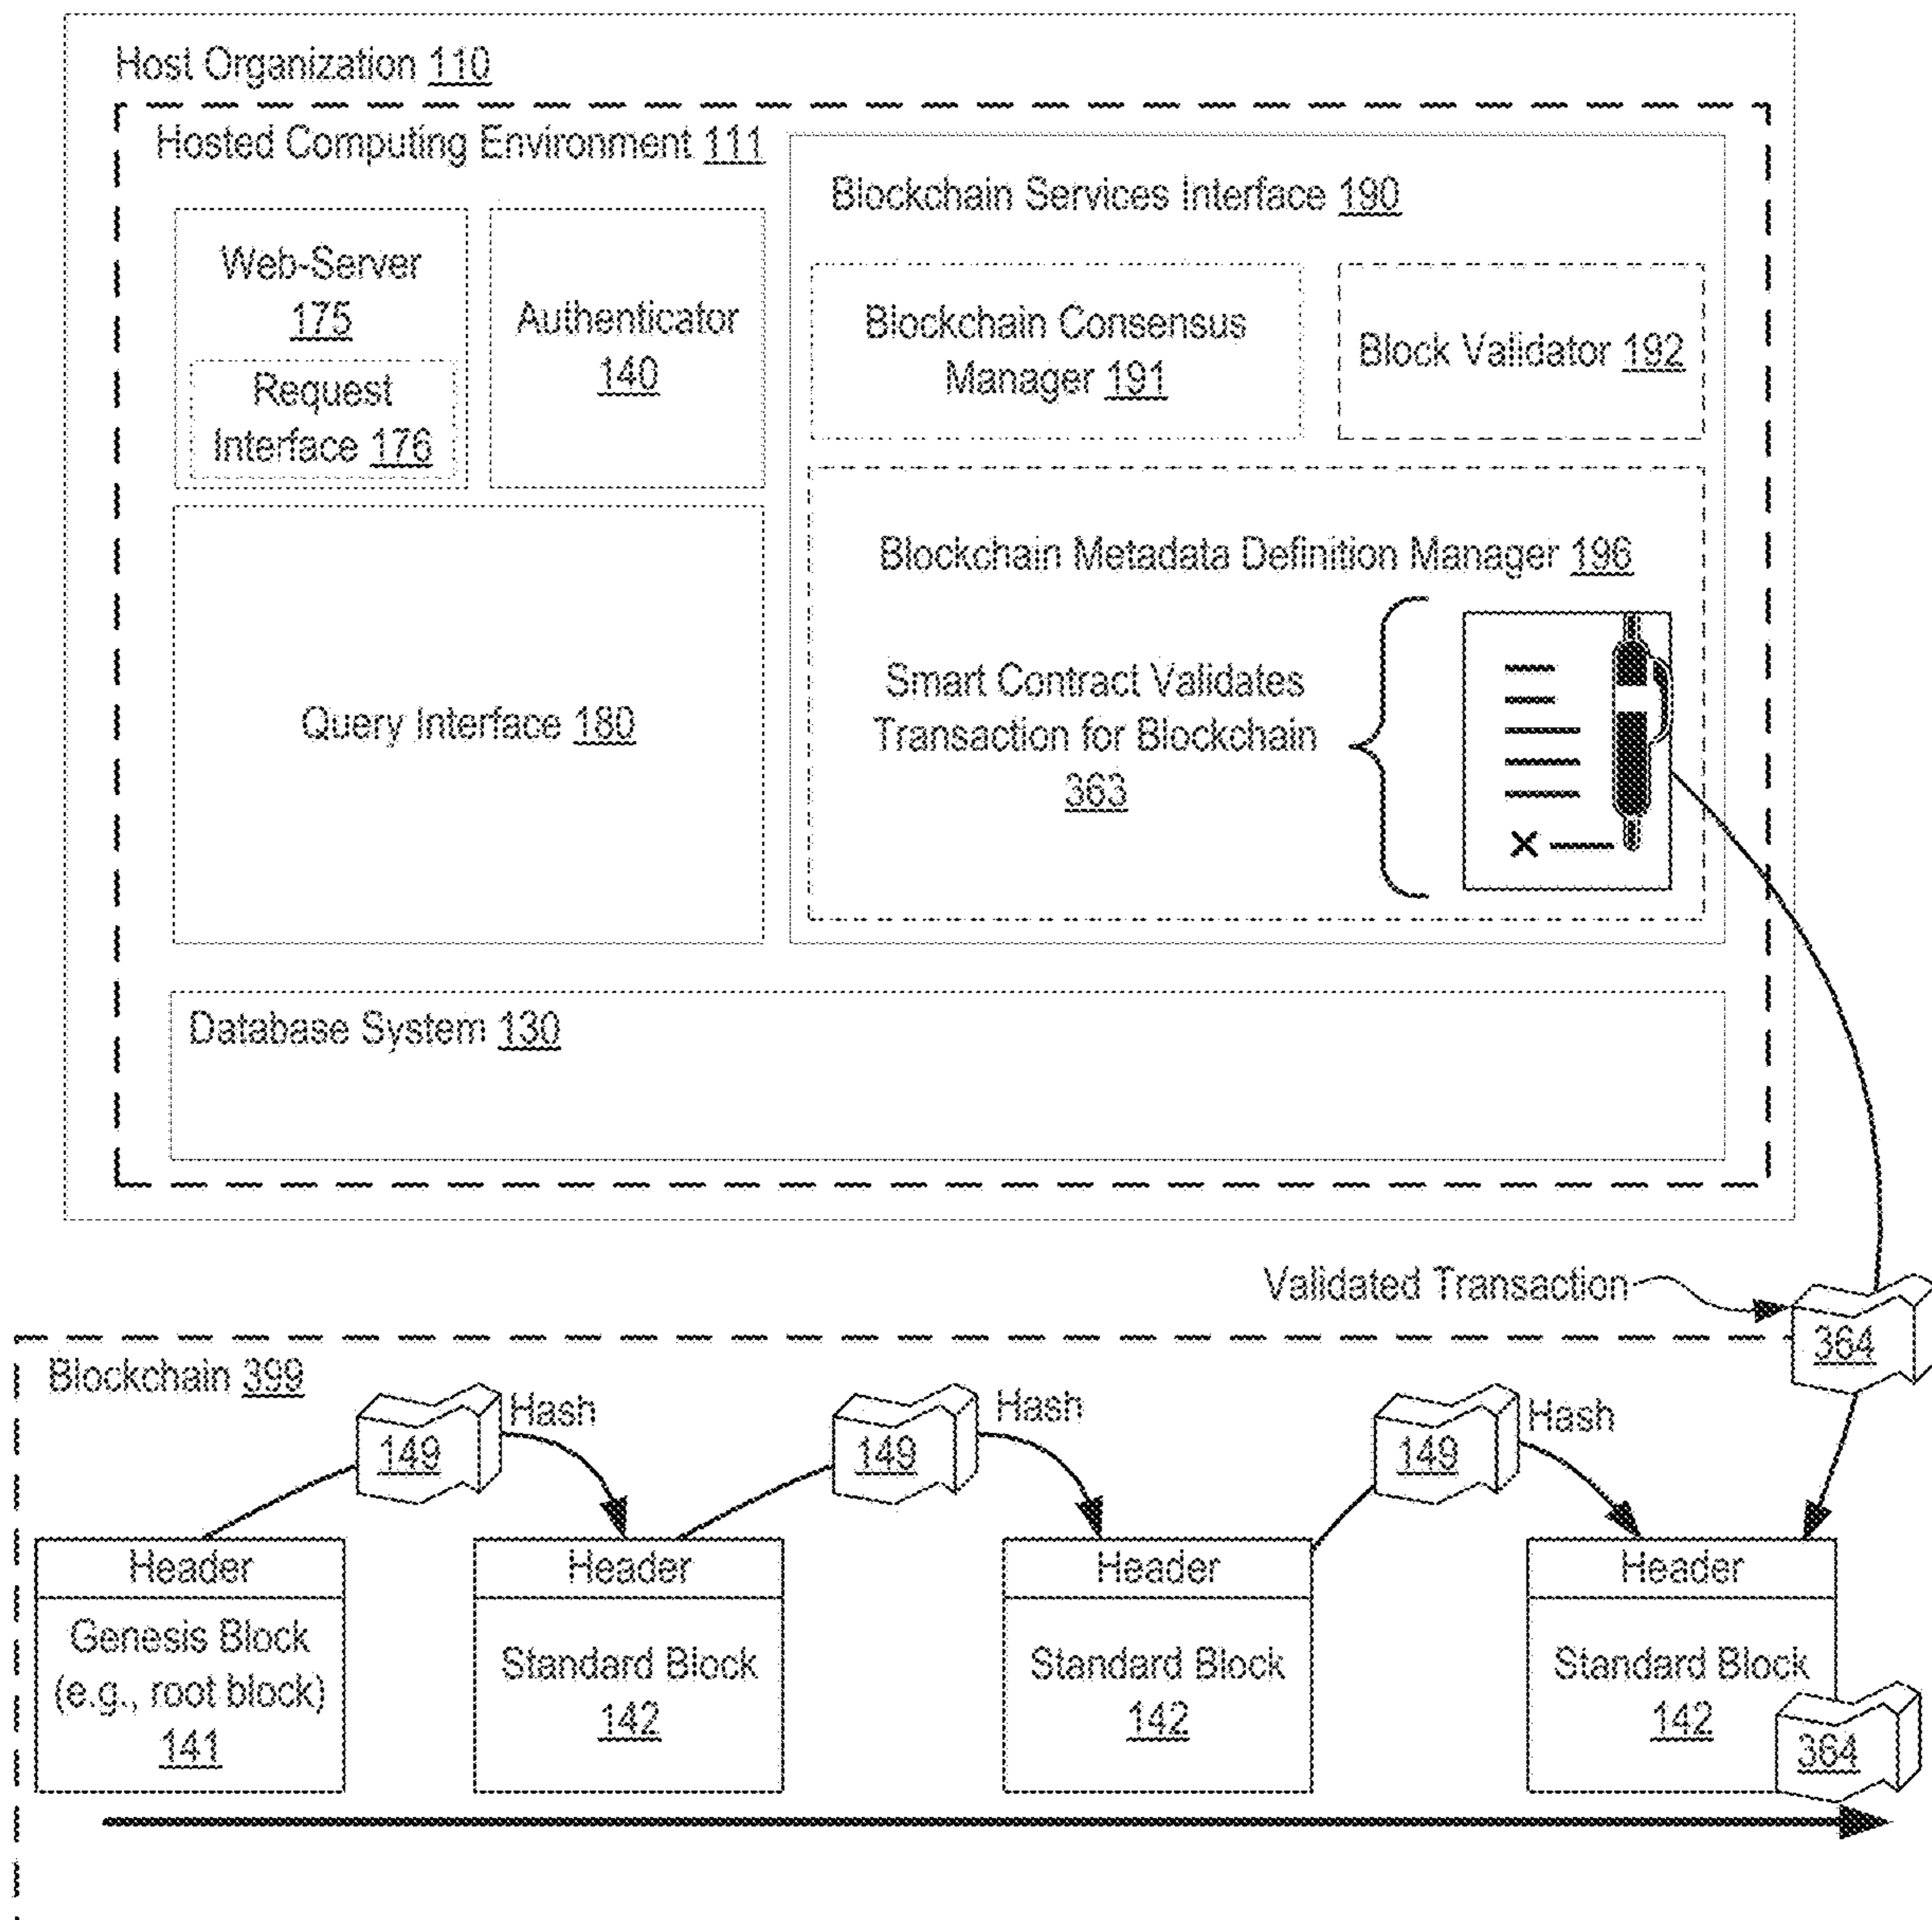 Host Organization 110
Hosted Computing Environment 111
Web-Server
175
Request
Interface 176
Authenticator
140
Query Interface 180
Blockchain Services Interface 190
Blockchain Consensus
Manager 191
Block Validator 192
Blockchain Metadata Definition Manager 196
Smart Contract Validates
Transaction for Blockchain
363
Database System 130
Validated Transaction
364
Blockchain 399
149
Hash
149
Hash
149
Hash
Header
Genesis Block
(e.g., root block)
141
Header
Standard Block
142
Header
Standard Block
142
Header
Standard Block
142
364